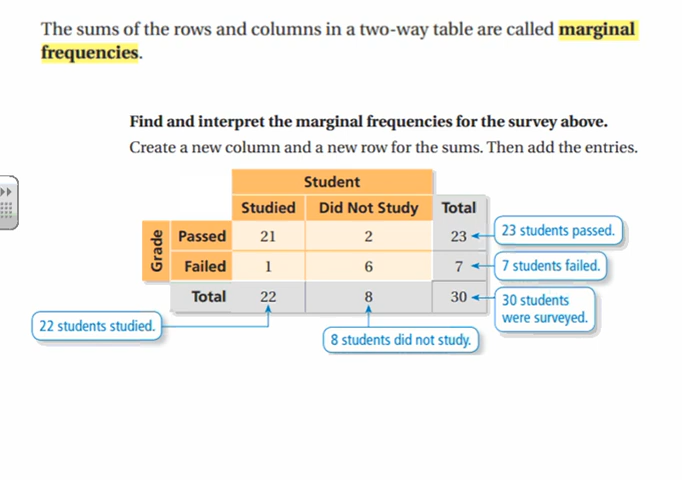 The sums of the rows and columns in a two-way table are called marginal
frequencies.
Find and interpret the marginal frequencies for the survey above.
Create a new column and a new row for the sums. Then add the entries.
Student
Studied Did Not Study Total
Grade
Passed 21 2 23
23 students passed.
Failed 1 6 7
7 students failed.
Total 22 8 30
30 students
were surveyed.
22 students studied.
8 students did not study.